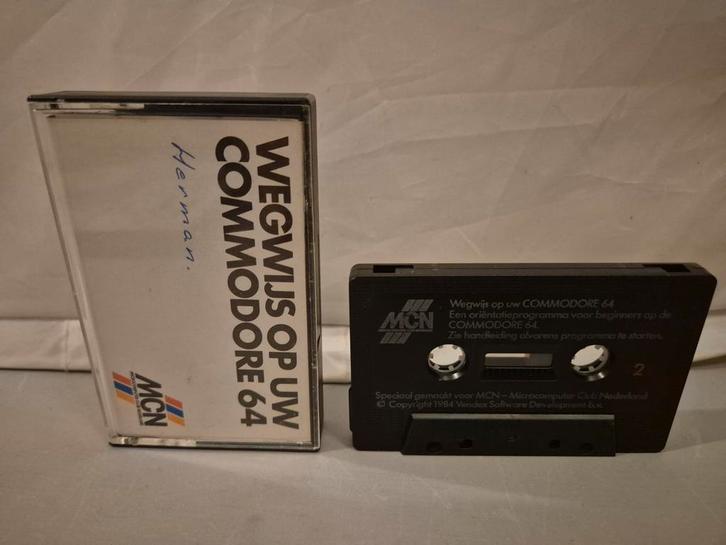 WEGWIJS OP UW
COMMODORE 64
Herman.
MCN
MCN
Wegwijs op uw COMMODORE 64
Een oriëntatieprogramma voor beginners op de
COMMODORE 64.
Zie handleiding alvorens programma te starten.
2
Speciaal gemaakt voor MCN - Microcomputer Club Nederland
© Copyright 1984 Vendex Software Development b.v.